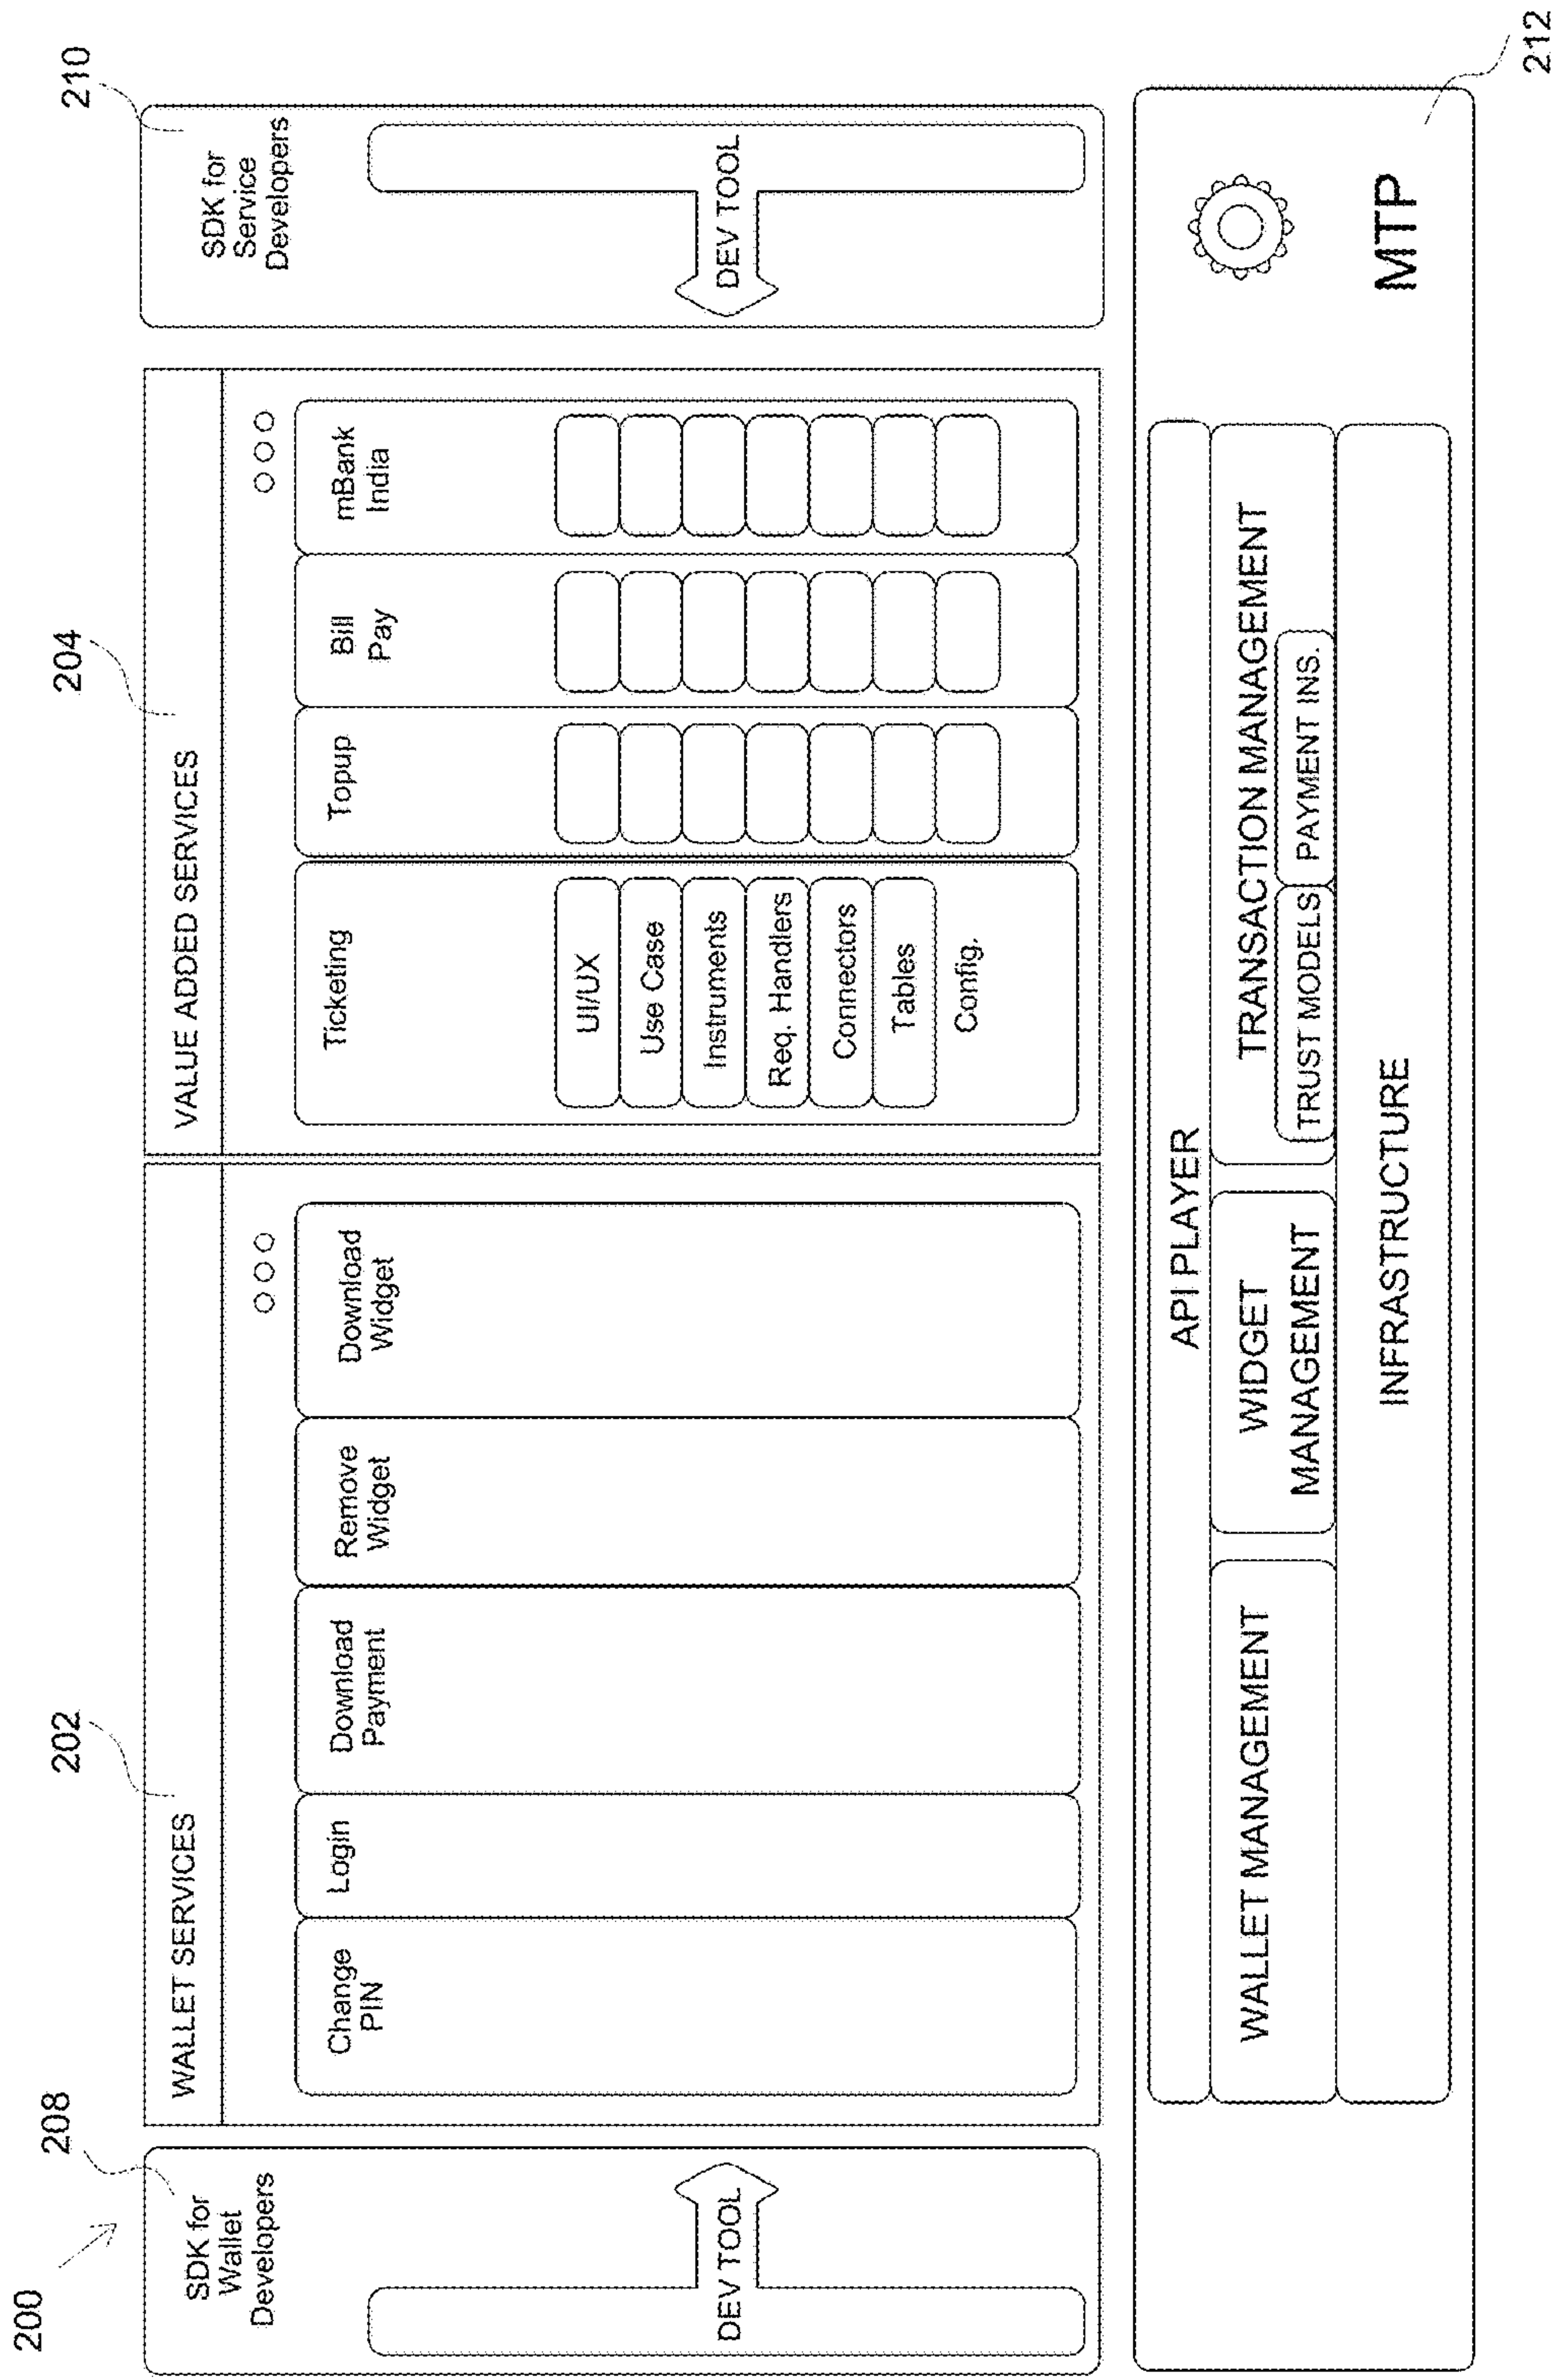 200
208
202
204
210
SDK for
Wallet
Developers
DEV TOOL
WALLET SERVICES
Change
PIN
Login
Download
Payment
Remove
Widget
Download
Widget
VALUE ADDED SERVICES
Ticketing
UI/UX
Use Case
Instruments
Req. Handlers
Connectors
Tables
Config.
Topup
Bill
Pay
mBank
India
SDK for
Service
Developers
DEV TOOL
API PLAYER
WALLET MANAGEMENT
WIDGET
MANAGEMENT
TRANSACTION MANAGEMENT
TRUST MODELS
PAYMENT INS.
INFRASTRUCTURE
MTP
212